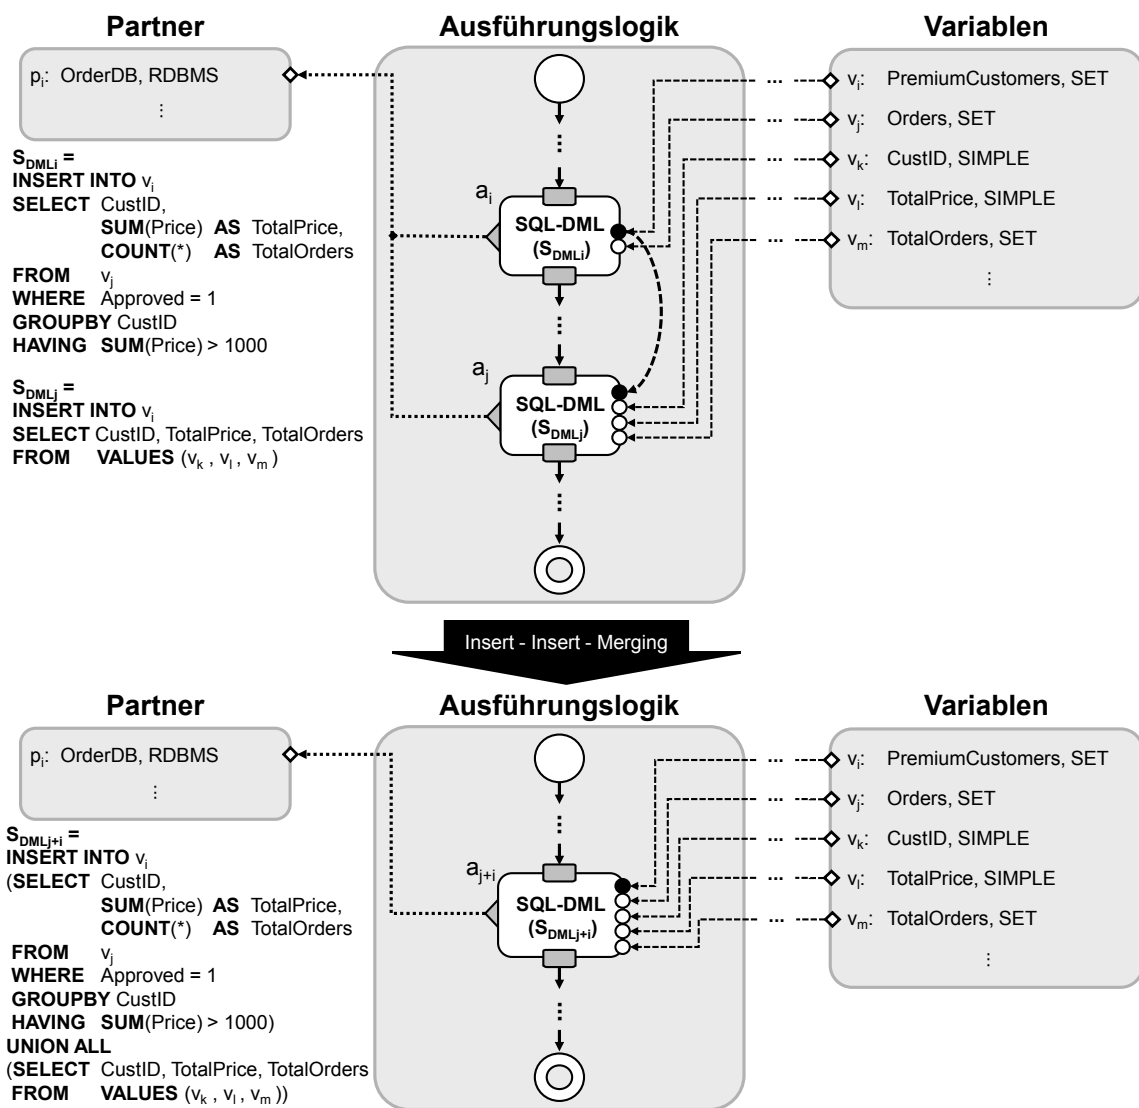 Partner
Ausführungslogik
Variablen
pi: OrderDB, RDBMS
⋮
SDMLi =
INSERT INTO vi
SELECT CustID,
SUM(Price) AS TotalPrice,
COUNT(*) AS TotalOrders
FROM vj
WHERE Approved = 1
GROUPBY CustID
HAVING SUM(Price) > 1000
SDMLj =
INSERT INTO vi
SELECT CustID, TotalPrice, TotalOrders
FROM VALUES (vk , vl , vm )
ai
SQL-DML
(SDMLi)
aj
SQL-DML
(SDMLj)
... ...
... ...
... ...
... ...
... ...
vi: PremiumCustomers, SET
vj: Orders, SET
vk: CustID, SIMPLE
vl: TotalPrice, SIMPLE
vm: TotalOrders, SET
⋮
Insert - Insert - Merging
Partner
Ausführungslogik
Variablen
pi: OrderDB, RDBMS
⋮
SDMLj+i =
INSERT INTO vi
(SELECT CustID,
SUM(Price) AS TotalPrice,
COUNT(*) AS TotalOrders
FROM vj
WHERE Approved = 1
GROUPBY CustID
HAVING SUM(Price) > 1000)
UNION ALL
(SELECT CustID, TotalPrice, TotalOrders
FROM VALUES (vk , vl , vm ))
aj+i
SQL-DML
(SDMLj+i)
... ...
... ...
... ...
... ...
... ...
vi: PremiumCustomers, SET
vj: Orders, SET
vk: CustID, SIMPLE
vl: TotalPrice, SIMPLE
vm: TotalOrders, SET
⋮